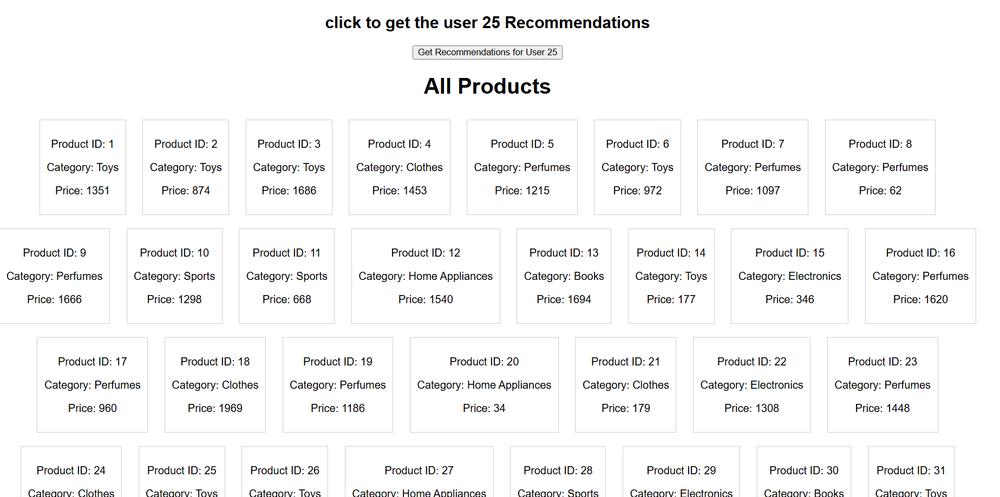 click to get the user 25 Recommendations
Get Recommendations for User 25
All Products
Product ID: 1
Category: Toys
Price: 1351
Product ID: 2
Category: Toys
Price: 874
Product ID: 3
Category: Toys
Price: 1686
Product ID: 4
Category: Clothes
Price: 1453
Product ID: 5
Category: Perfumes
Price: 1215
Product ID: 6
Category: Toys
Price: 972
Product ID: 7
Category: Perfumes
Price: 1097
Product ID: 8
Category: Perfumes
Price: 62
Product ID: 9
Category: Perfumes
Price: 1666
Product ID: 10
Category: Sports
Price: 1298
Product ID: 11
Category: Sports
Price: 668
Product ID: 12
Category: Home Appliances
Price: 1540
Product ID: 13
Category: Books
Price: 1694
Product ID: 14
Category: Toys
Price: 177
Product ID: 15
Category: Electronics
Price: 346
Product ID: 16
Category: Perfumes
Price: 1620
Product ID: 17
Category: Perfumes
Price: 960
Product ID: 18
Category: Clothes
Price: 1969
Product ID: 19
Category: Perfumes
Price: 1186
Product ID: 20
Category: Home Appliances
Price: 34
Product ID: 21
Category: Clothes
Price: 179
Product ID: 22
Category: Electronics
Price: 1308
Product ID: 23
Category: Perfumes
Price: 1448
Product ID: 24
Category: Clothes
Product ID: 25
Category: Toys
Product ID: 26
Category: Toys
Product ID: 27
Category: Home Appliances
Product ID: 28
Category: Sports
Product ID: 29
Category: Electronics
Product ID: 30
Category: Books
Product ID: 31
Category: Toys